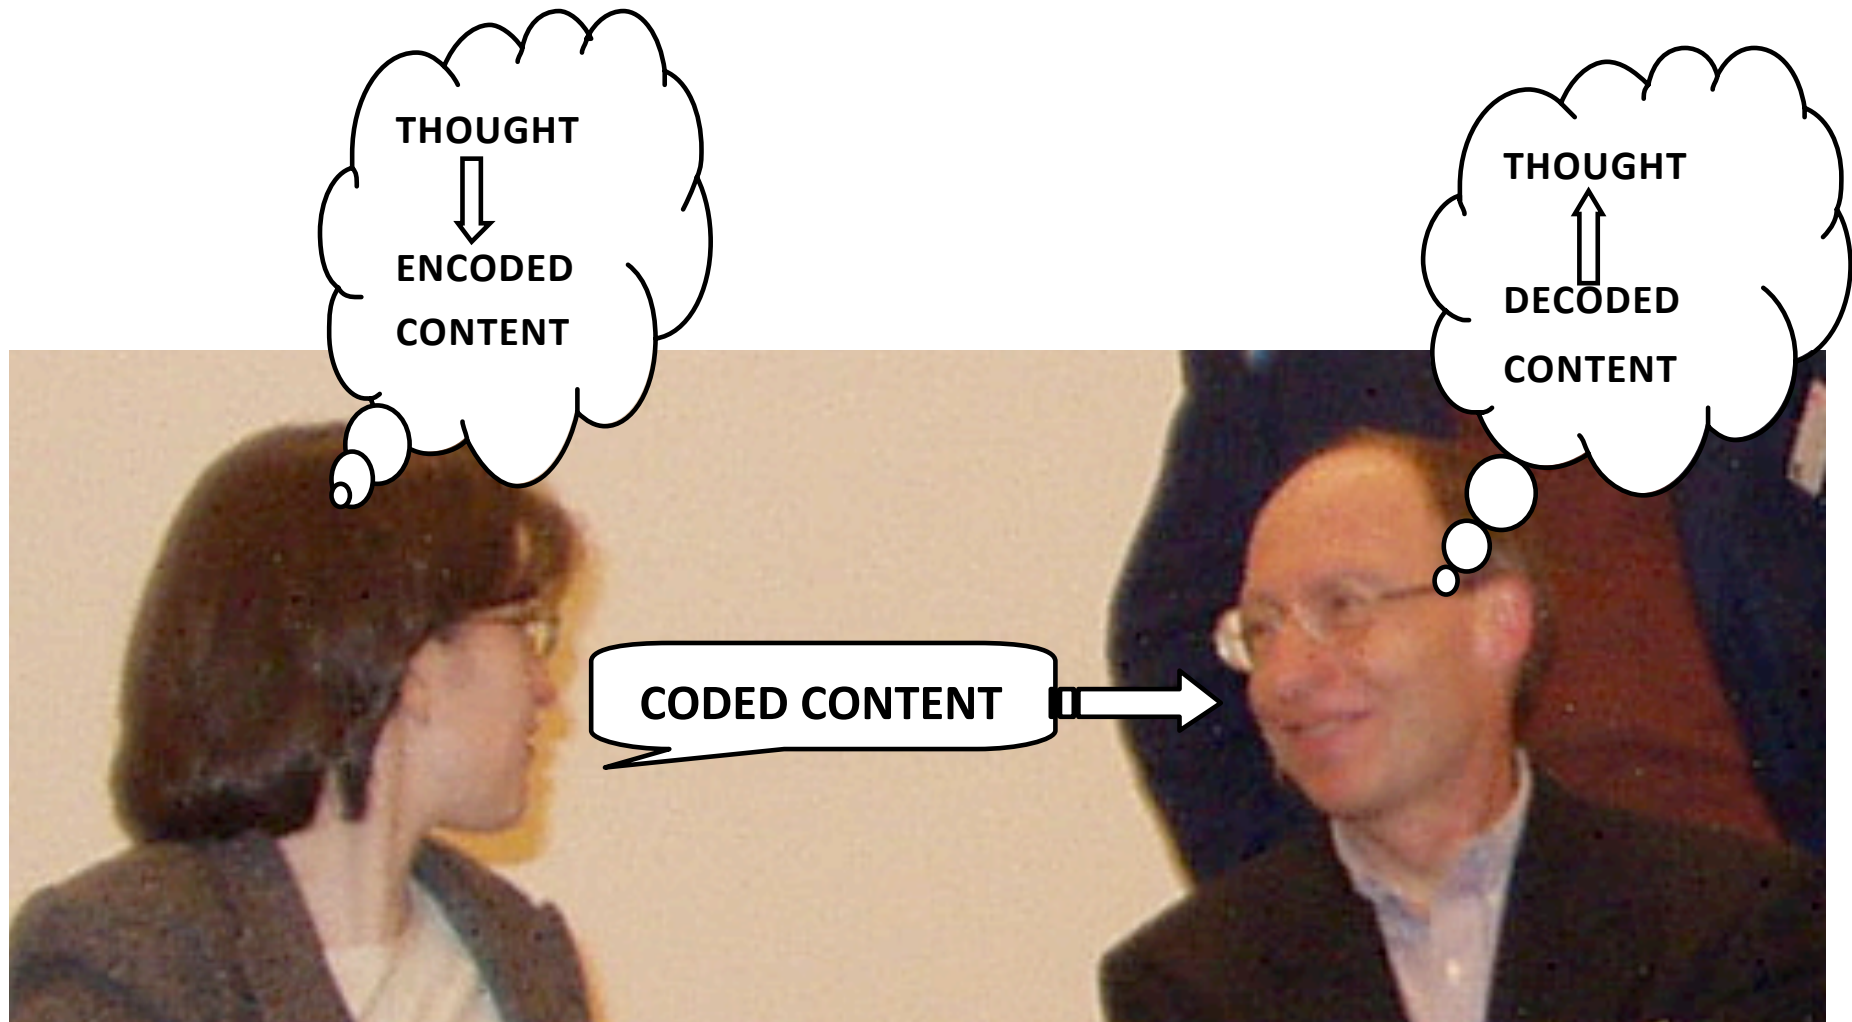 THOUGHT
ENCODED
CONTENT
THOUGHT
DECODED
CONTENT
CODED CONTENT